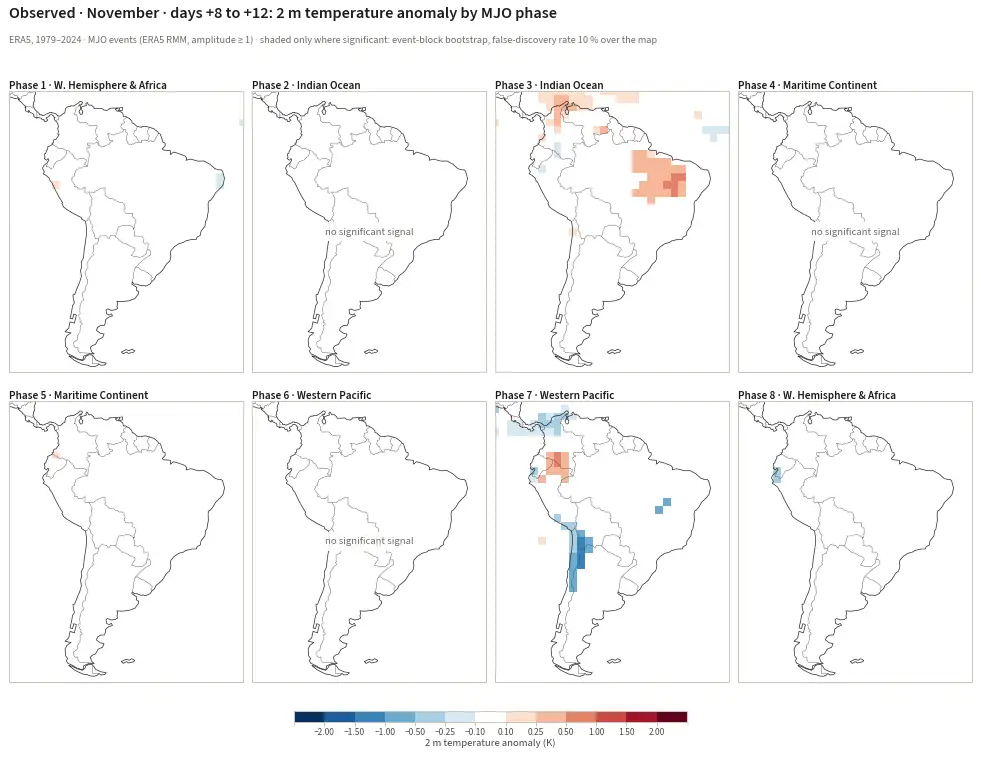 Observed · November · days +8 to +12: 2 m temperature anomaly by MJO phase
ERA5, 1979–2024 · MJO events (ERA5 RMM, amplitude ≥ 1) · shaded only where significant: event-block bootstrap, false-discovery rate 10 % over the map
Phase 1 · W. Hemisphere & Africa
Phase 2 · Indian Ocean
Phase 3 · Indian Ocean
Phase 4 · Maritime Continent
no significant signal
no significant signal
Phase 5 · Maritime Continent
Phase 6 · Western Pacific
Phase 7 · Western Pacific
Phase 8 · W. Hemisphere & Africa
no significant signal
−2.00 −1.50 −1.00 −0.50 −0.25 −0.10 0.10 0.25 0.50 1.00 1.50 2.00
2 m temperature anomaly (K)